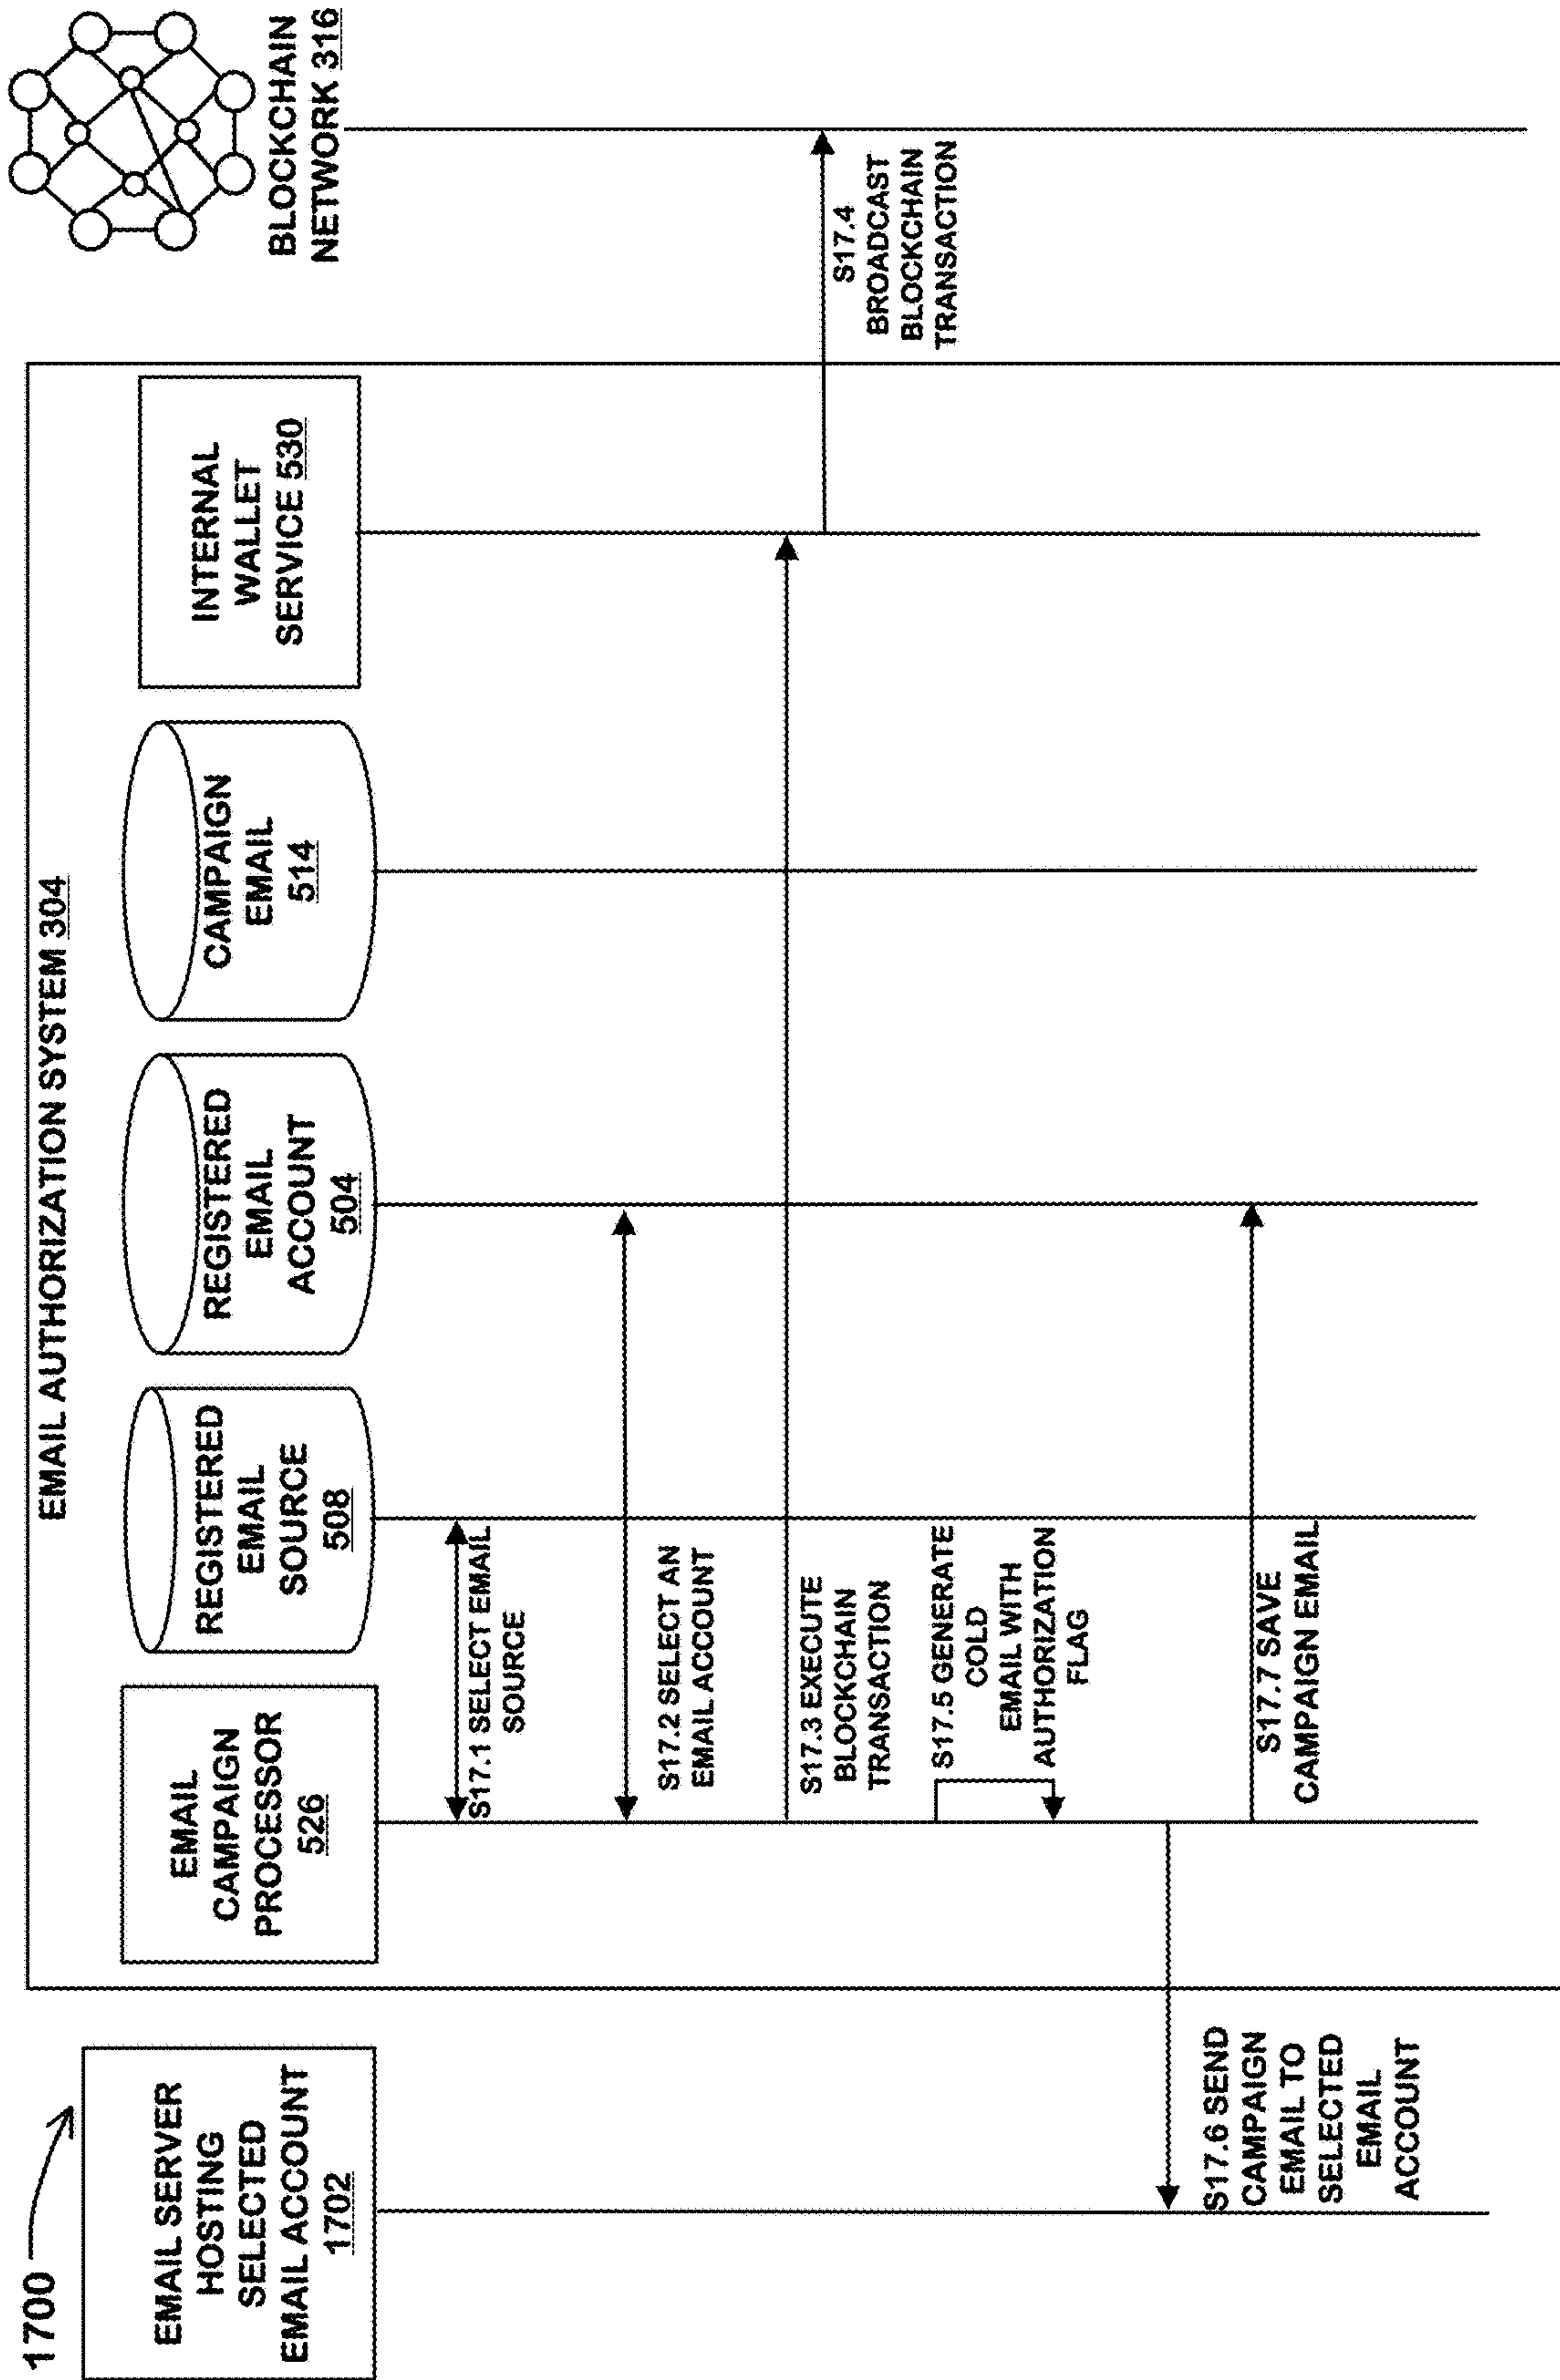 1700
EMAIL AUTHORIZATION SYSTEM 304
EMAIL SERVER
HOSTING
SELECTED
EMAIL ACCOUNT
1702
EMAIL
CAMPAIGN
PROCESSOR
526
REGISTERED
EMAIL
SOURCE
508
REGISTERED
EMAIL
ACCOUNT
504
CAMPAIGN
EMAIL
514
INTERNAL
WALLET
SERVICE 530
BLOCKCHAIN
NETWORK 316
S17.1 SELECT EMAIL
SOURCE
S17.2 SELECT AN
EMAIL ACCOUNT
S17.3 EXECUTE
BLOCKCHAIN
TRANSACTION
S17.4
BROADCAST
BLOCKCHAIN
TRANSACTION
S17.5 GENERATE
COLD
EMAIL WITH
AUTHORIZATION
FLAG
S17.6 SEND
CAMPAIGN
EMAIL TO
SELECTED
EMAIL
ACCOUNT
S17.7 SAVE
CAMPAIGN EMAIL